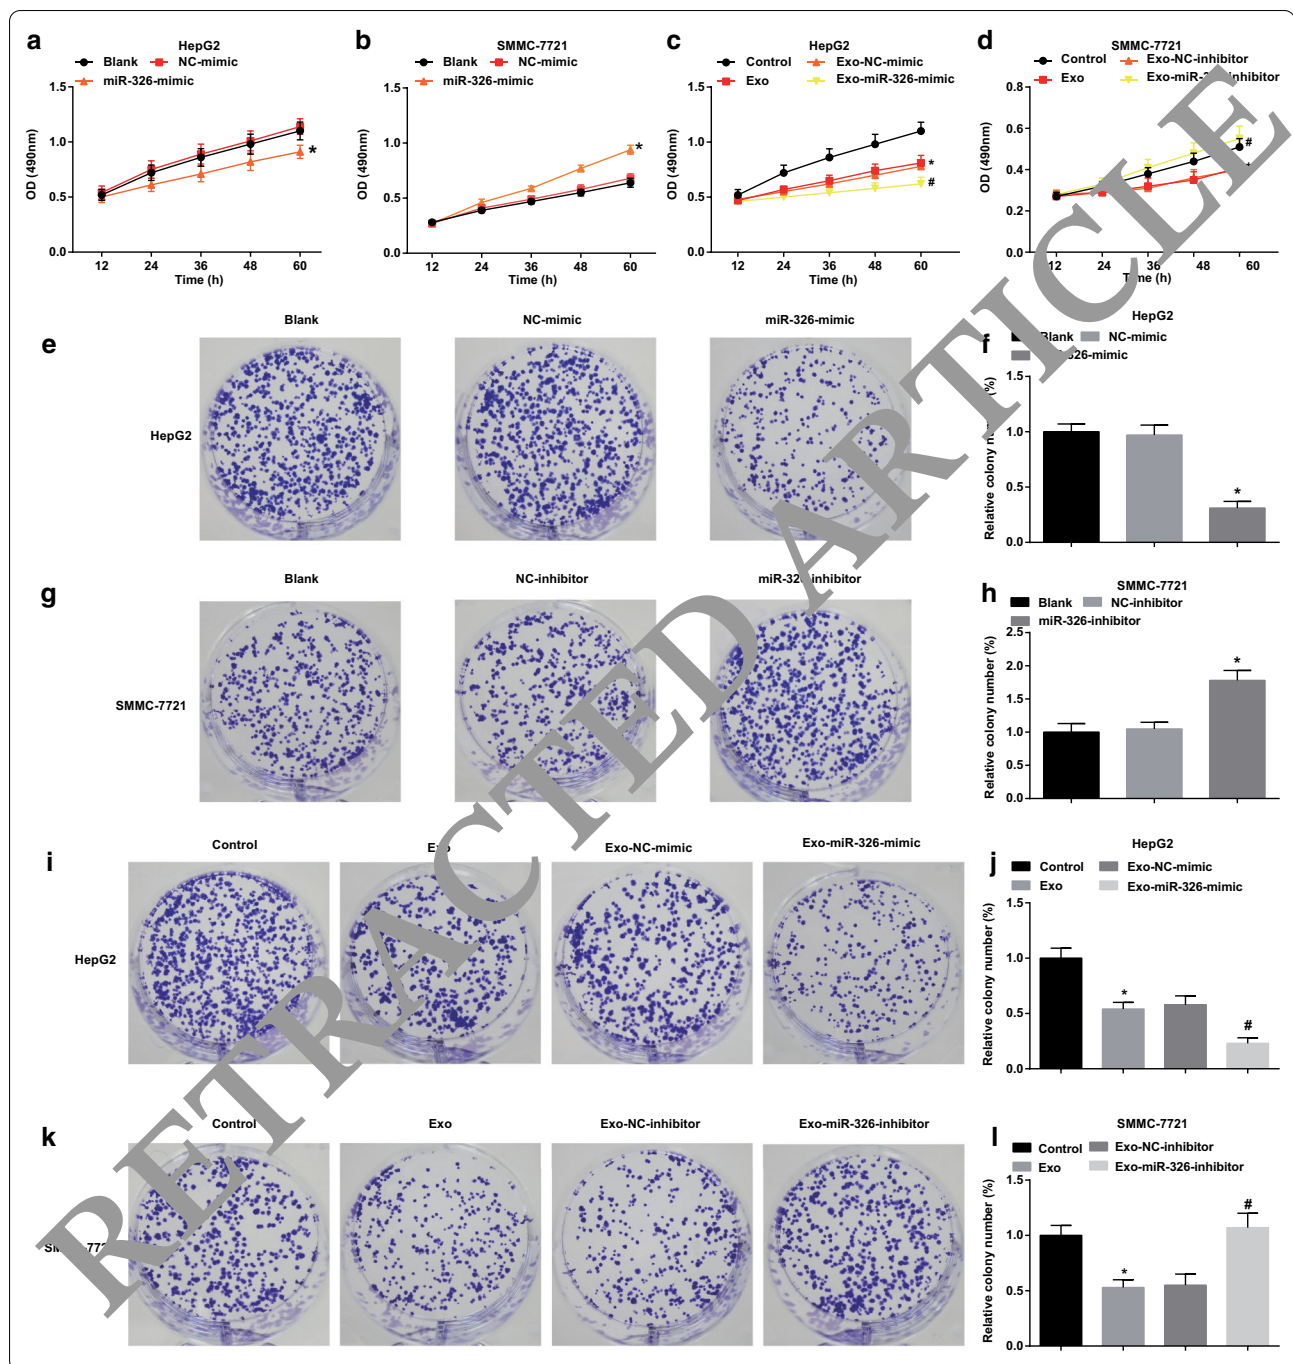 a
HepG2
Blank NC-mimic
miR-326-mimic
OD (490nm)
1.5
1.0
0.5
0.0
*
12 24 36 48 60
Time (h)
b
SMMC-7721
Blank NC-mimic
miR-326-mimic
OD (490nm)
1.5
1.0
0.5
0.0
*
12 24 36 48 60
Time (h)
c
HepG2
Control Exo-NC-mimic
Exo Exo-miR-326-mimic
OD (490nm)
1.5
1.0
0.5
0.0
*
#
12 24 36 48 60
Time (h)
d
SMMC-7721
Control Exo-NC-inhibitor
Exo
OD (490nm)
0.8
0.6
0.4
0.2
0.0
#
12 24 36 48 60
Time (h)
e
Blank NC-mimic miR-326-mimic
HepG2
f
HepG2
NC-mimic
Relative colony (%)
1.5
1.0
0.5
0.0
*
g
Blank NC-inhibitor
SMMC-7721
h
SMMC-7721
Blank NC-inhibitor
miR-326-inhibitor
Relative colony number (%)
2.5
2.0
1.5
1.0
0.5
0.0
*
i
Control Exo Exo-NC-mimic Exo-miR-326-mimic
HepG2
j
HepG2
Control Exo-NC-mimic
Exo Exo-miR-326-mimic
Relative colony number (%)
1.5
1.0
0.5
0.0
*
#
k
Control Exo Exo-NC-inhibitor Exo-miR-326-inhibitor
l
SMMC-7721
Control Exo-NC-inhibitor
Exo Exo-miR-326-inhibitor
Relative colony number (%)
1.5
1.0
0.5
0.0
*
#
RETRACTED ARTICLE